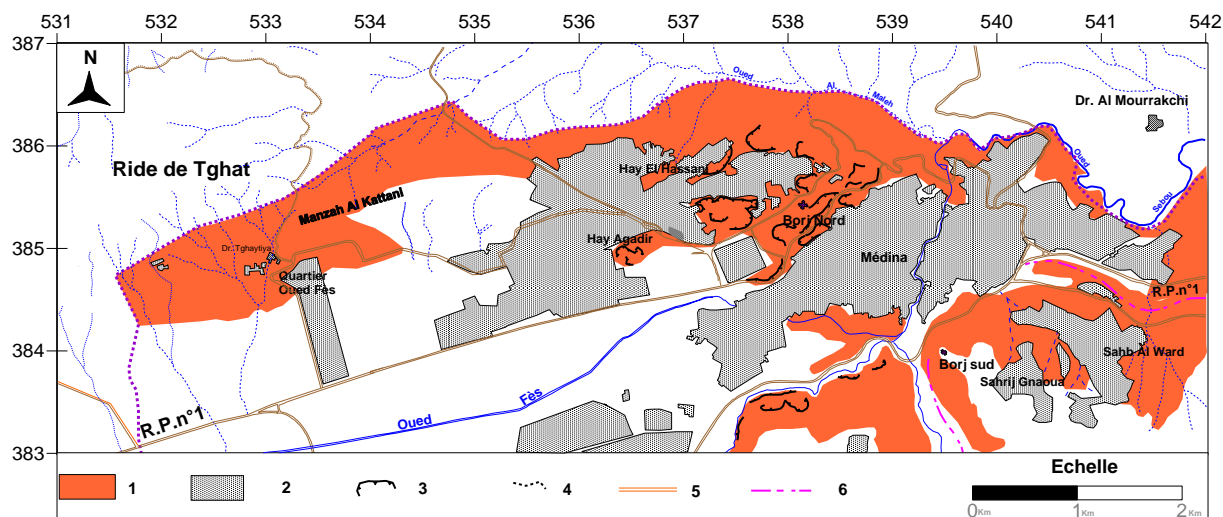 531 532 533 534 535 536 537 538 539 540 541 542
387
386
385
384
383
N
Oued Al Maleh
Dr. Al Mourrakchi
Ride de Tghat
Hay El Hassani
Oued Sebou
Manzah Al Kattani
Borj Nord
Dr. Tghaytiya
Hay Agadir
Médina
Quartier
Oued Fès
R.P.n°1
Sahb Al Ward
Borj sud
Sahrij Gnaoua
R.P.n°1
Oued Fès
Echelle
1 2 3 4 5 6
0Km 1Km 2Km